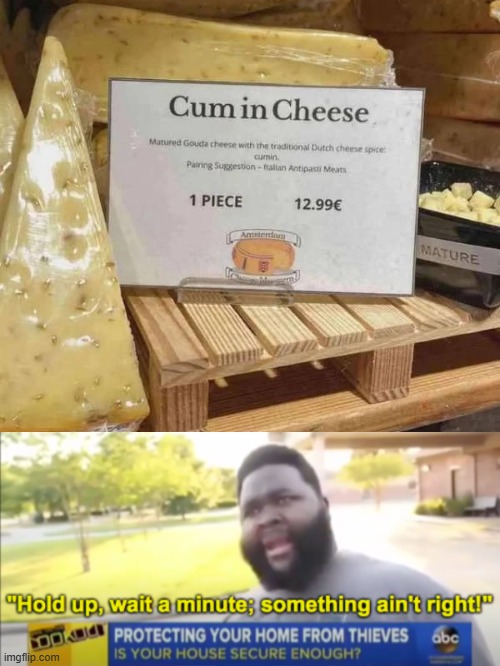 Cum in Cheese
Matured Gouda cheese with the traditional Dutch cheese spice:
cumin.
Pairing Suggestion – Italian Antipasti Meats
1 PIECE 12.99€
Amsterdam
MATURE
"Hold up, wait a minute; something ain't right!"
PROTECTING YOUR HOME FROM THIEVES
IS YOUR HOUSE SECURE ENOUGH?
abc
imgflip.com